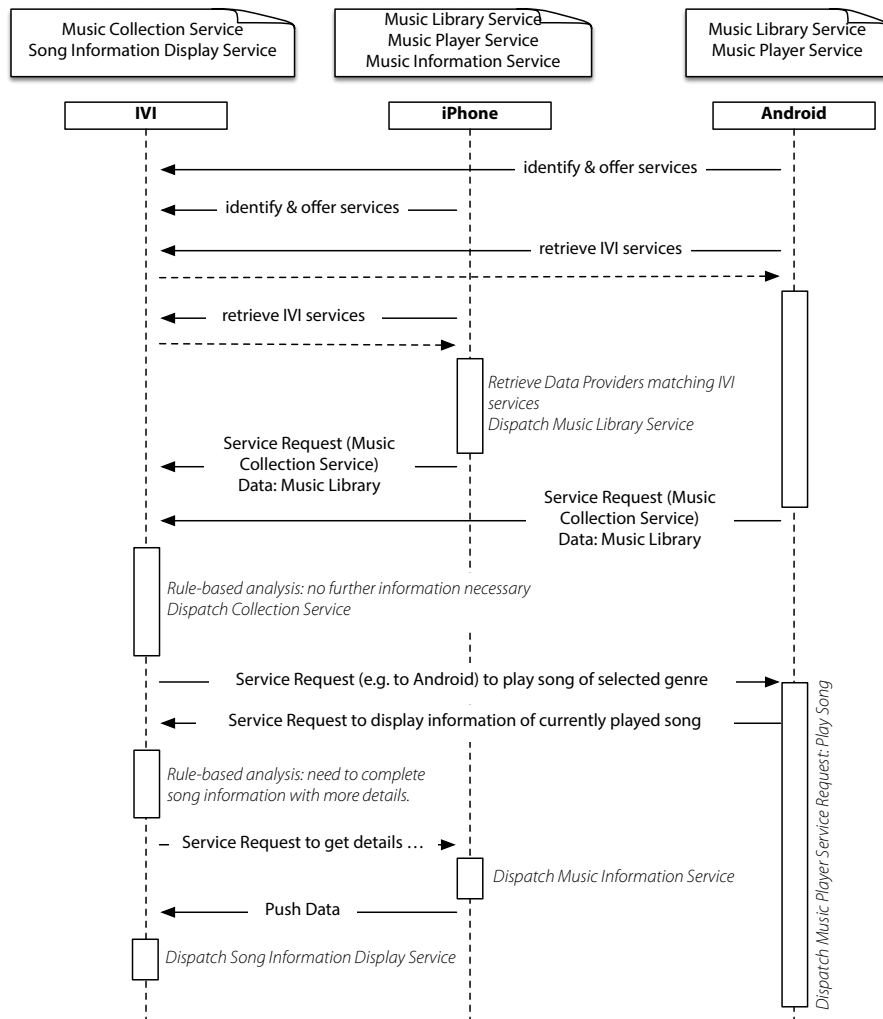 Music Collection Service
Song Information Display Service
Music Library Service
Music Player Service
Music Information Service
Music Library Service
Music Player Service
IVI
iPhone
Android
identify & offer services
identify & offer services
retrieve IVI services
retrieve IVI services
Retrieve Data Providers matching IVI
services
Dispatch Music Library Service
Service Request (Music
Collection Service)
Data: Music Library
Service Request (Music
Collection Service)
Data: Music Library
Rule-based analysis: no further information necessary
Dispatch Collection Service
Service Request (e.g. to Android) to play song of selected genre
Service Request to display information of currently played song
Rule-based analysis: need to complete
song information with more details.
Service Request to get details …
Dispatch Music Information Service
Push Data
Dispatch Song Information Display Service
Dispatch Music Player Service Request: Play Song